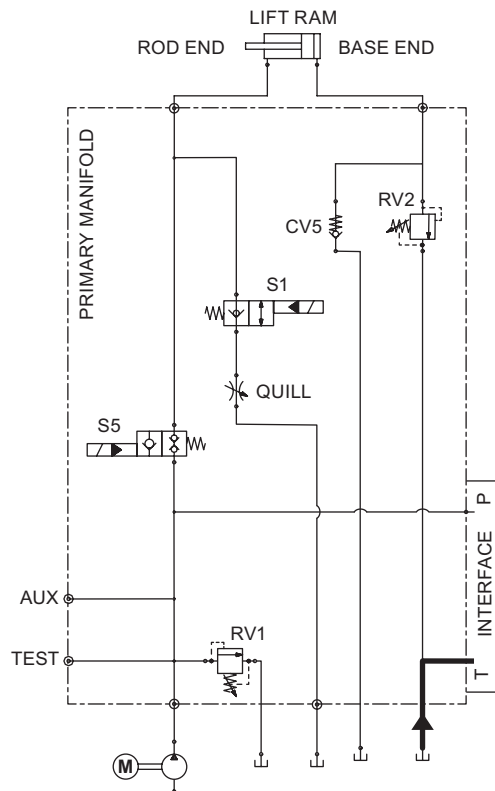 LIFT RAM
ROD END
BASE END
PRIMARY MANIFOLD
RV2
CV5
S1
QUILL
S5
P
INTERFACE
AUX
RV1
TEST
T
M